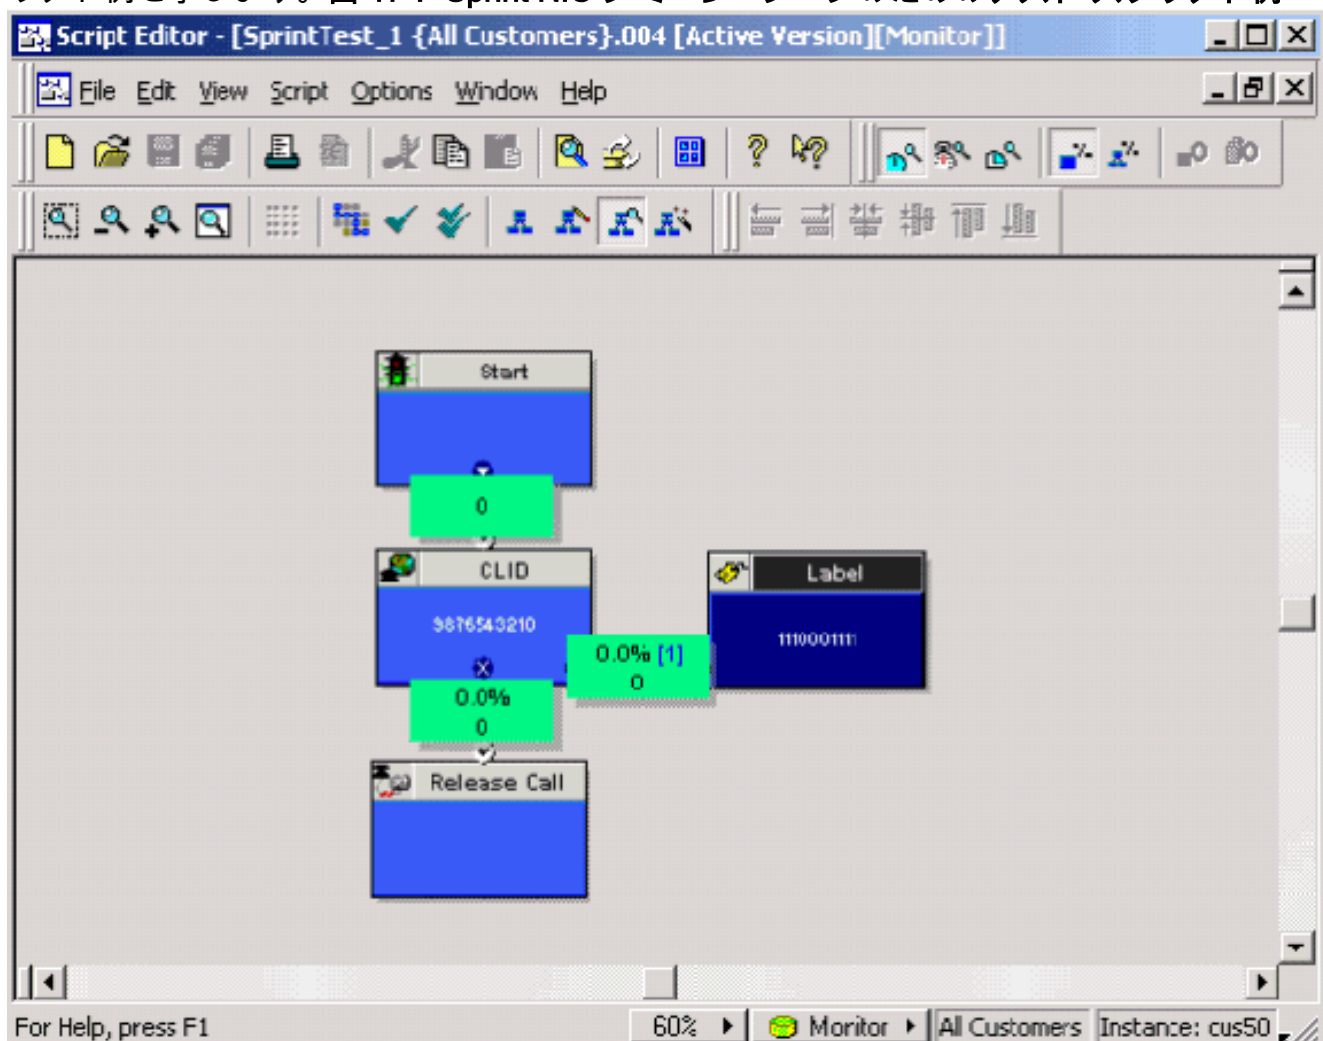 Script Editor - [SprintTest_1 {All Customers}.004 [Active Version][Monitor]]
File Edit View Script Options Window Help
Start
0
CLID
9876543210
Label
0.0% [1]
0
0.0%
0
Release Call
For Help, press F1
60%
Monitor
All Customers
Instance: cus50